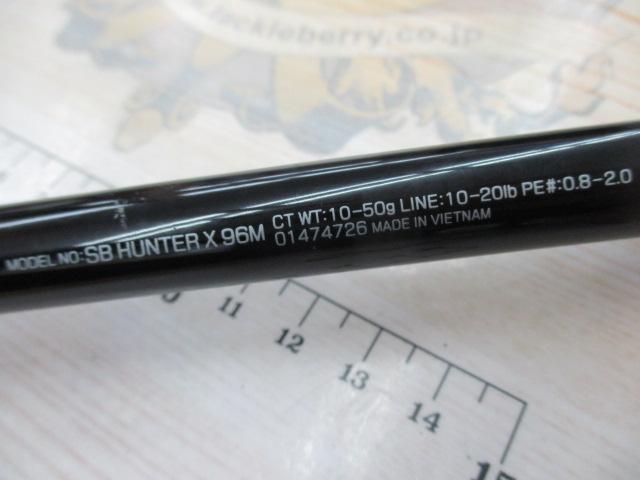 www.tackleberry.co.jp
MODEL NO:SB HUNTER X 96M CT WT:10-50g LINE:10-20lb PE#:0.8-2.0
01474726 MADE IN VIETNAM
11
12
13
14